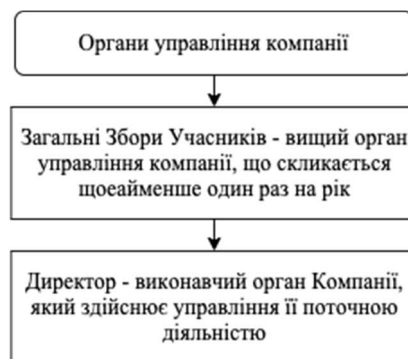 Органи управління компанії
Загальні Збори Учасників - вищий орган
управління компанії, що скликається
щоеайменше один раз на рік
Директор - виконавчий орган Компанії,
який здійснює управління її поточною
діяльністю